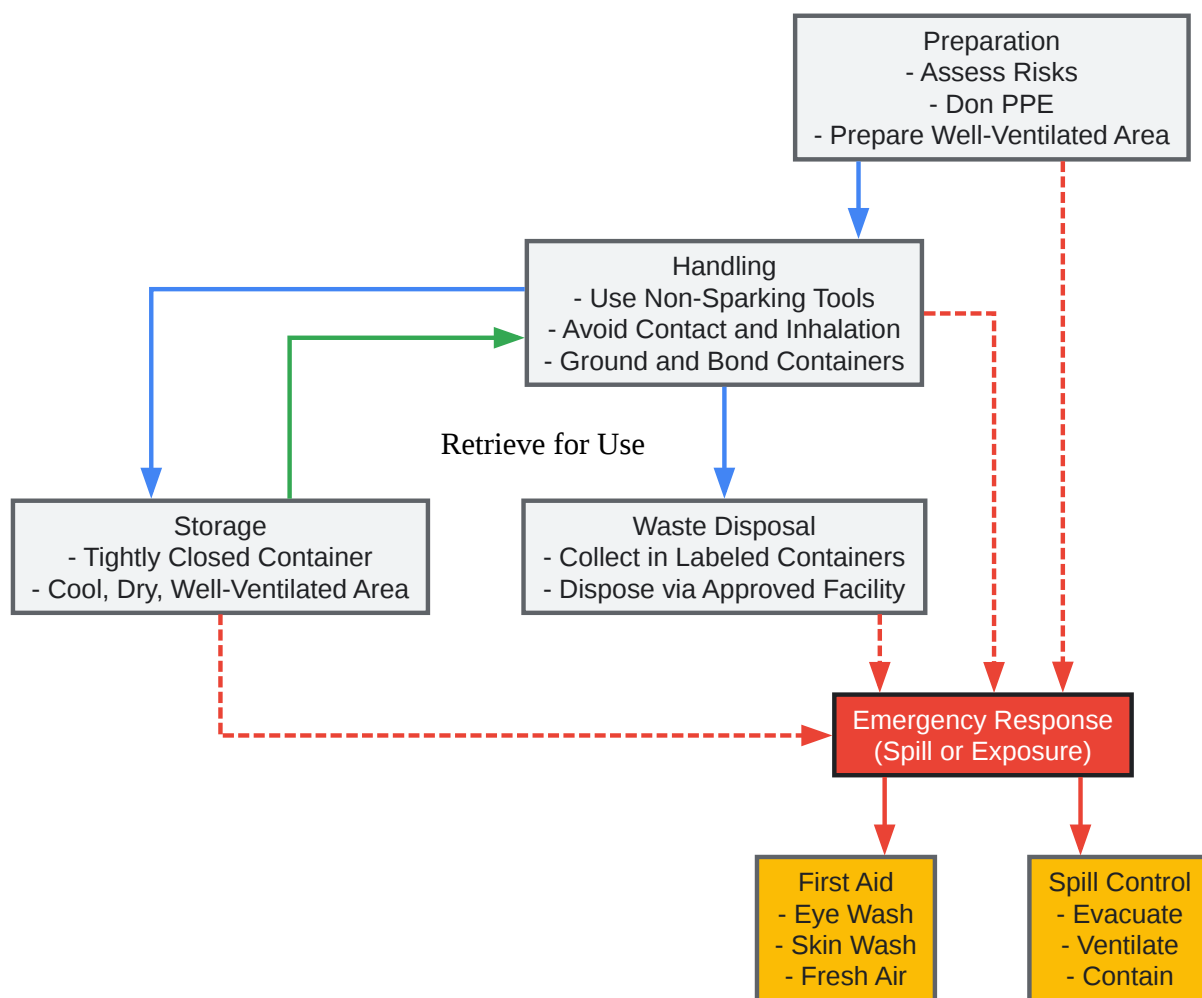 Preparation
- Assess Risks
- Don PPE
- Prepare Well-Ventilated Area
Handling
- Use Non-Sparking Tools
- Avoid Contact and Inhalation
- Ground and Bond Containers
Retrieve for Use
Storage
- Tightly Closed Container
- Cool, Dry, Well-Ventilated Area
Waste Disposal
- Collect in Labeled Containers
- Dispose via Approved Facility
Emergency Response
(Spill or Exposure)
First Aid
- Eye Wash
- Skin Wash
- Fresh Air
Spill Control
- Evacuate
- Ventilate
- Contain